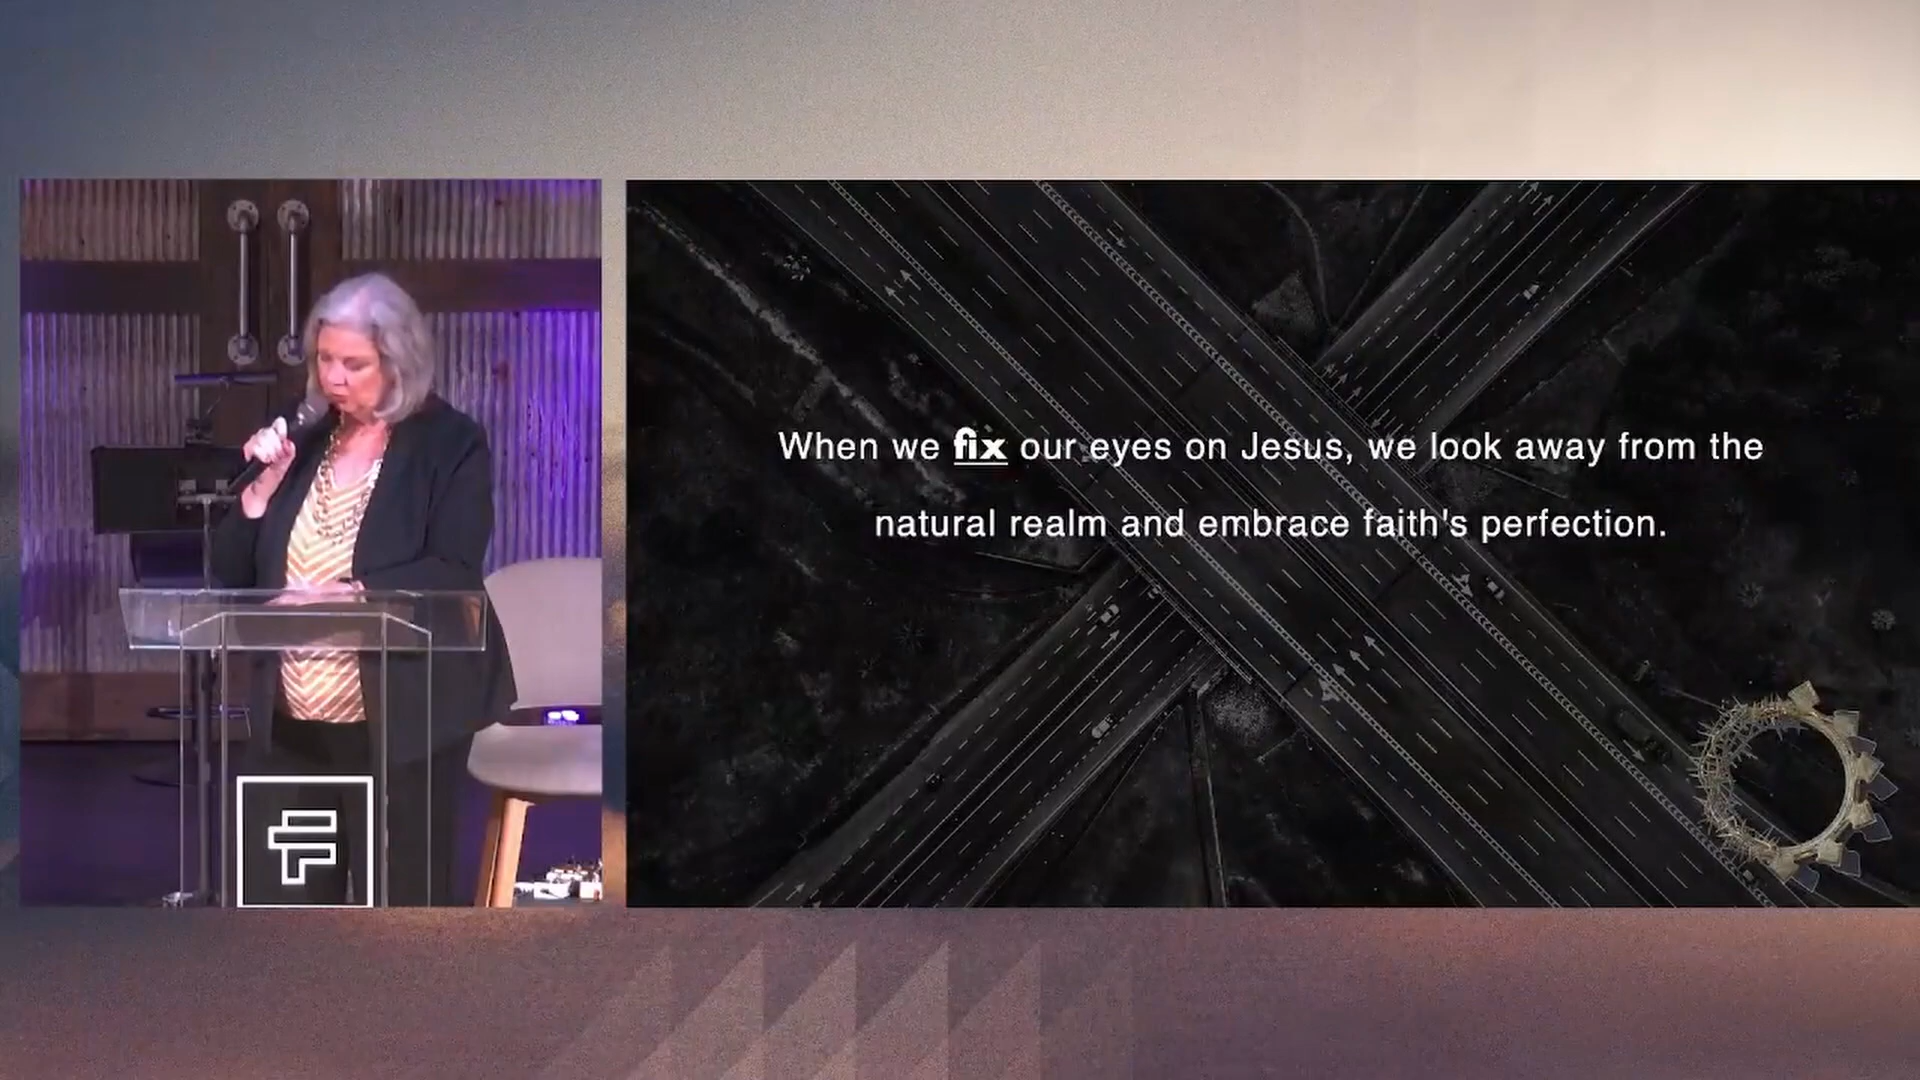 When we fix our eyes on Jesus, we look away from the
natural realm and embrace faith's perfection.